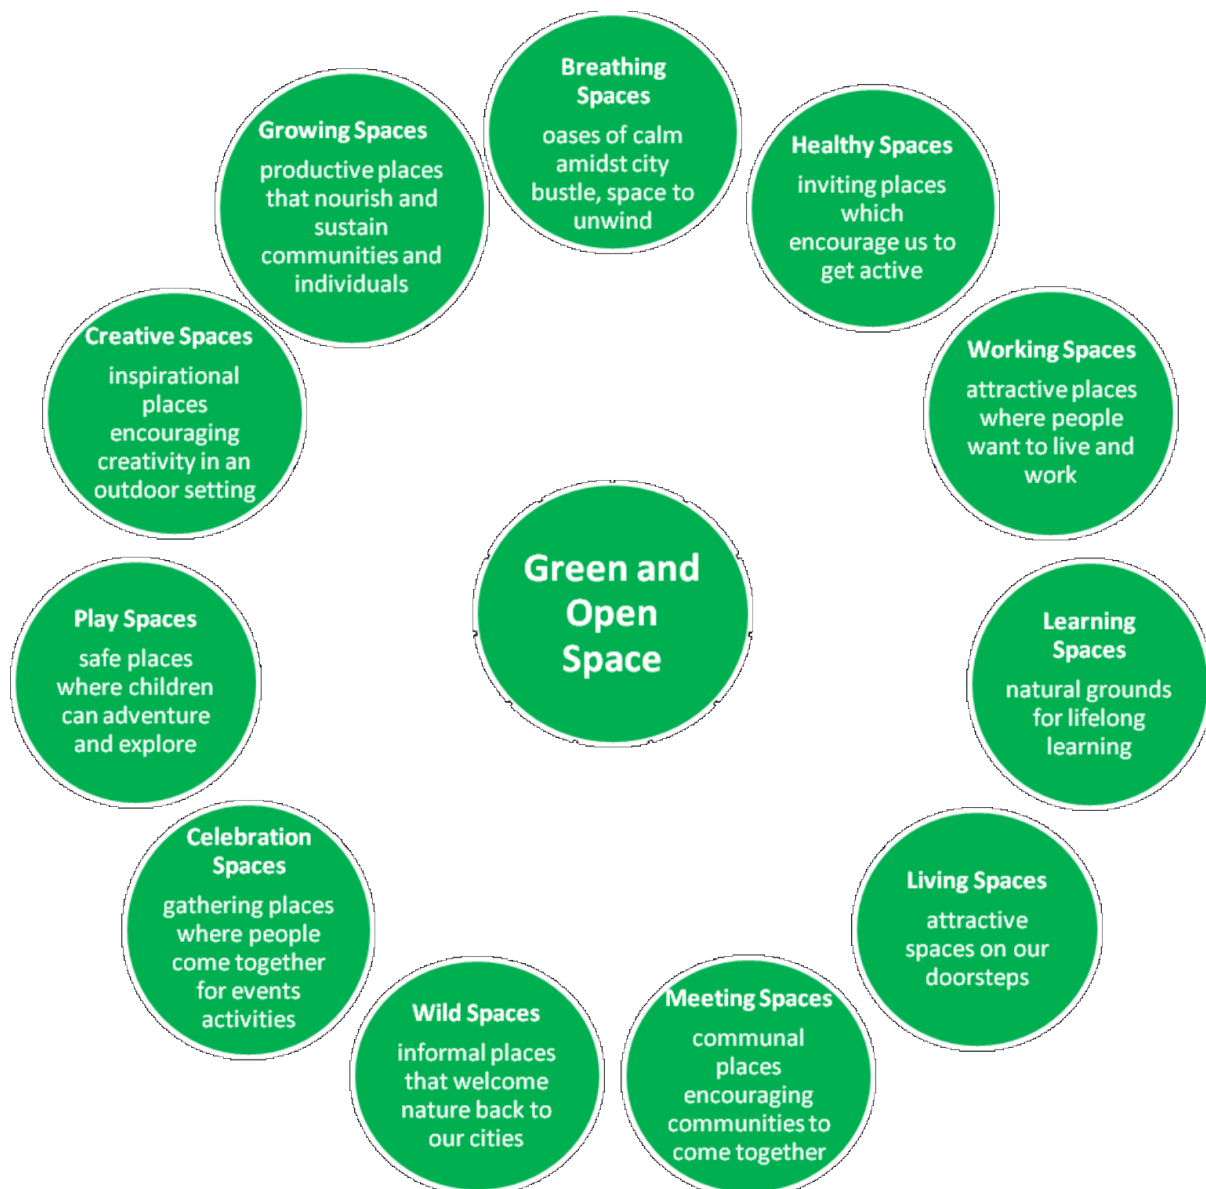 Breathing
Spaces
oases of calm
amidst city
bustle, space to
unwind
Healthy Spaces
inviting places
which
encourage us to
get active
Working Spaces
attractive places
where people
want to live and
work
Learning
Spaces
natural grounds
for lifelong
learning
Living Spaces
attractive
spaces on our
doorsteps
Meeting Spaces
communal
places
encouraging
communities to
come together
Wild Spaces
informal places
that welcome
nature back to
our cities
Celebration
Spaces
gathering places
where people
come together
for events
activities
Play Spaces
safe places
where children
can adventure
and explore
Creative Spaces
inspirational
places
encouraging
creativity in an
outdoor setting
Growing Spaces
productive places
that nourish and
sustain
communities and
individuals
Green and
Open
Space